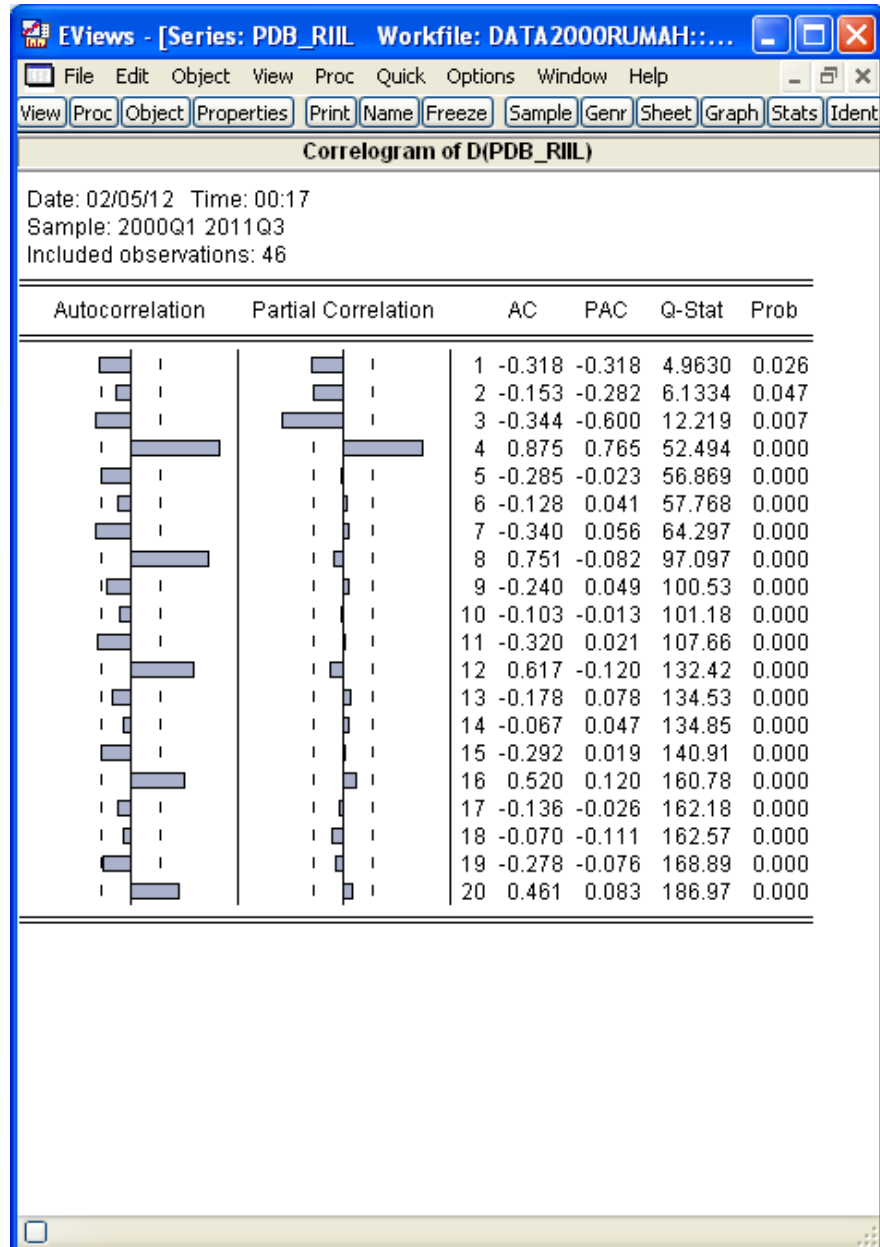 EViews - [Series: PDB_RIIL Workfile: DATA2000RUMAH::...
File Edit Object View Proc Quick Options Window Help
View Proc Object Properties Print Name Freeze Sample Genr Sheet Graph Stats Ident
Correlogram of D(PDB_RIIL)
Date: 02/05/12 Time: 00:17
Sample: 2000Q1 2011Q3
Included observations: 46
Autocorrelation Partial Correlation AC PAC Q-Stat Prob
1 -0.318 -0.318 4.9630 0.026
2 -0.153 -0.282 6.1334 0.047
3 -0.344 -0.600 12.219 0.007
4 0.875 0.765 52.494 0.000
5 -0.285 -0.023 56.869 0.000
6 -0.128 0.041 57.768 0.000
7 -0.340 0.056 64.297 0.000
8 0.751 -0.082 97.097 0.000
9 -0.240 0.049 100.53 0.000
10 -0.103 -0.013 101.18 0.000
11 -0.320 0.021 107.66 0.000
12 0.617 -0.120 132.42 0.000
13 -0.178 0.078 134.53 0.000
14 -0.067 0.047 134.85 0.000
15 -0.292 0.019 140.91 0.000
16 0.520 0.120 160.78 0.000
17 -0.136 -0.026 162.18 0.000
18 -0.070 -0.111 162.57 0.000
19 -0.278 -0.076 168.89 0.000
20 0.461 0.083 186.97 0.000